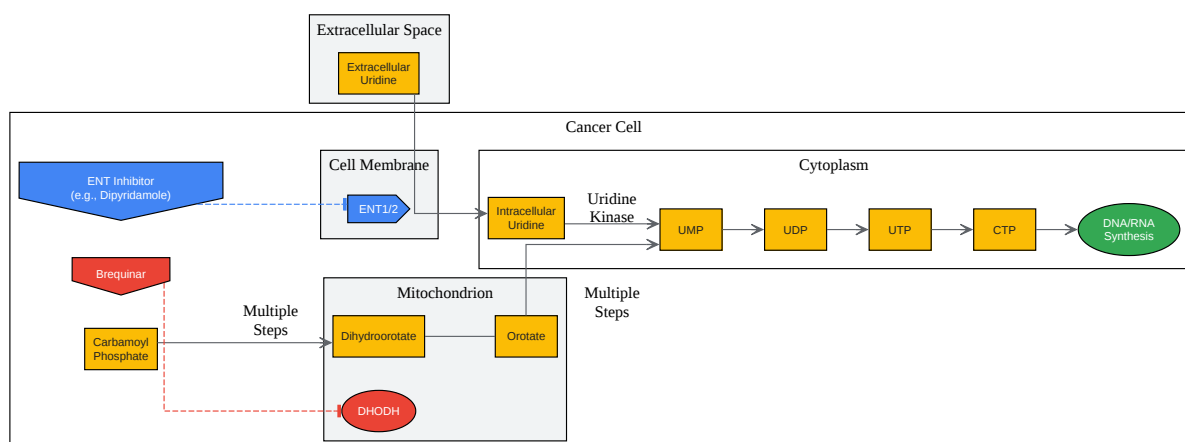 Extracellular Space
Extracellular
Uridine
Cancer Cell
Cell Membrane
Cytoplasm
ENT Inhibitor
(e.g., Dipyridamole)
ENT1/2
Intracellular
Uridine
Uridine
Kinase
UMP
UDP
UTP
CTP
DNA/RNA
Synthesis
Brequinar
Mitochondrion
Multiple
Steps
Multiple
Steps
Carbamoyl
Phosphate
Dihydroorotate
Orotate
DHODH